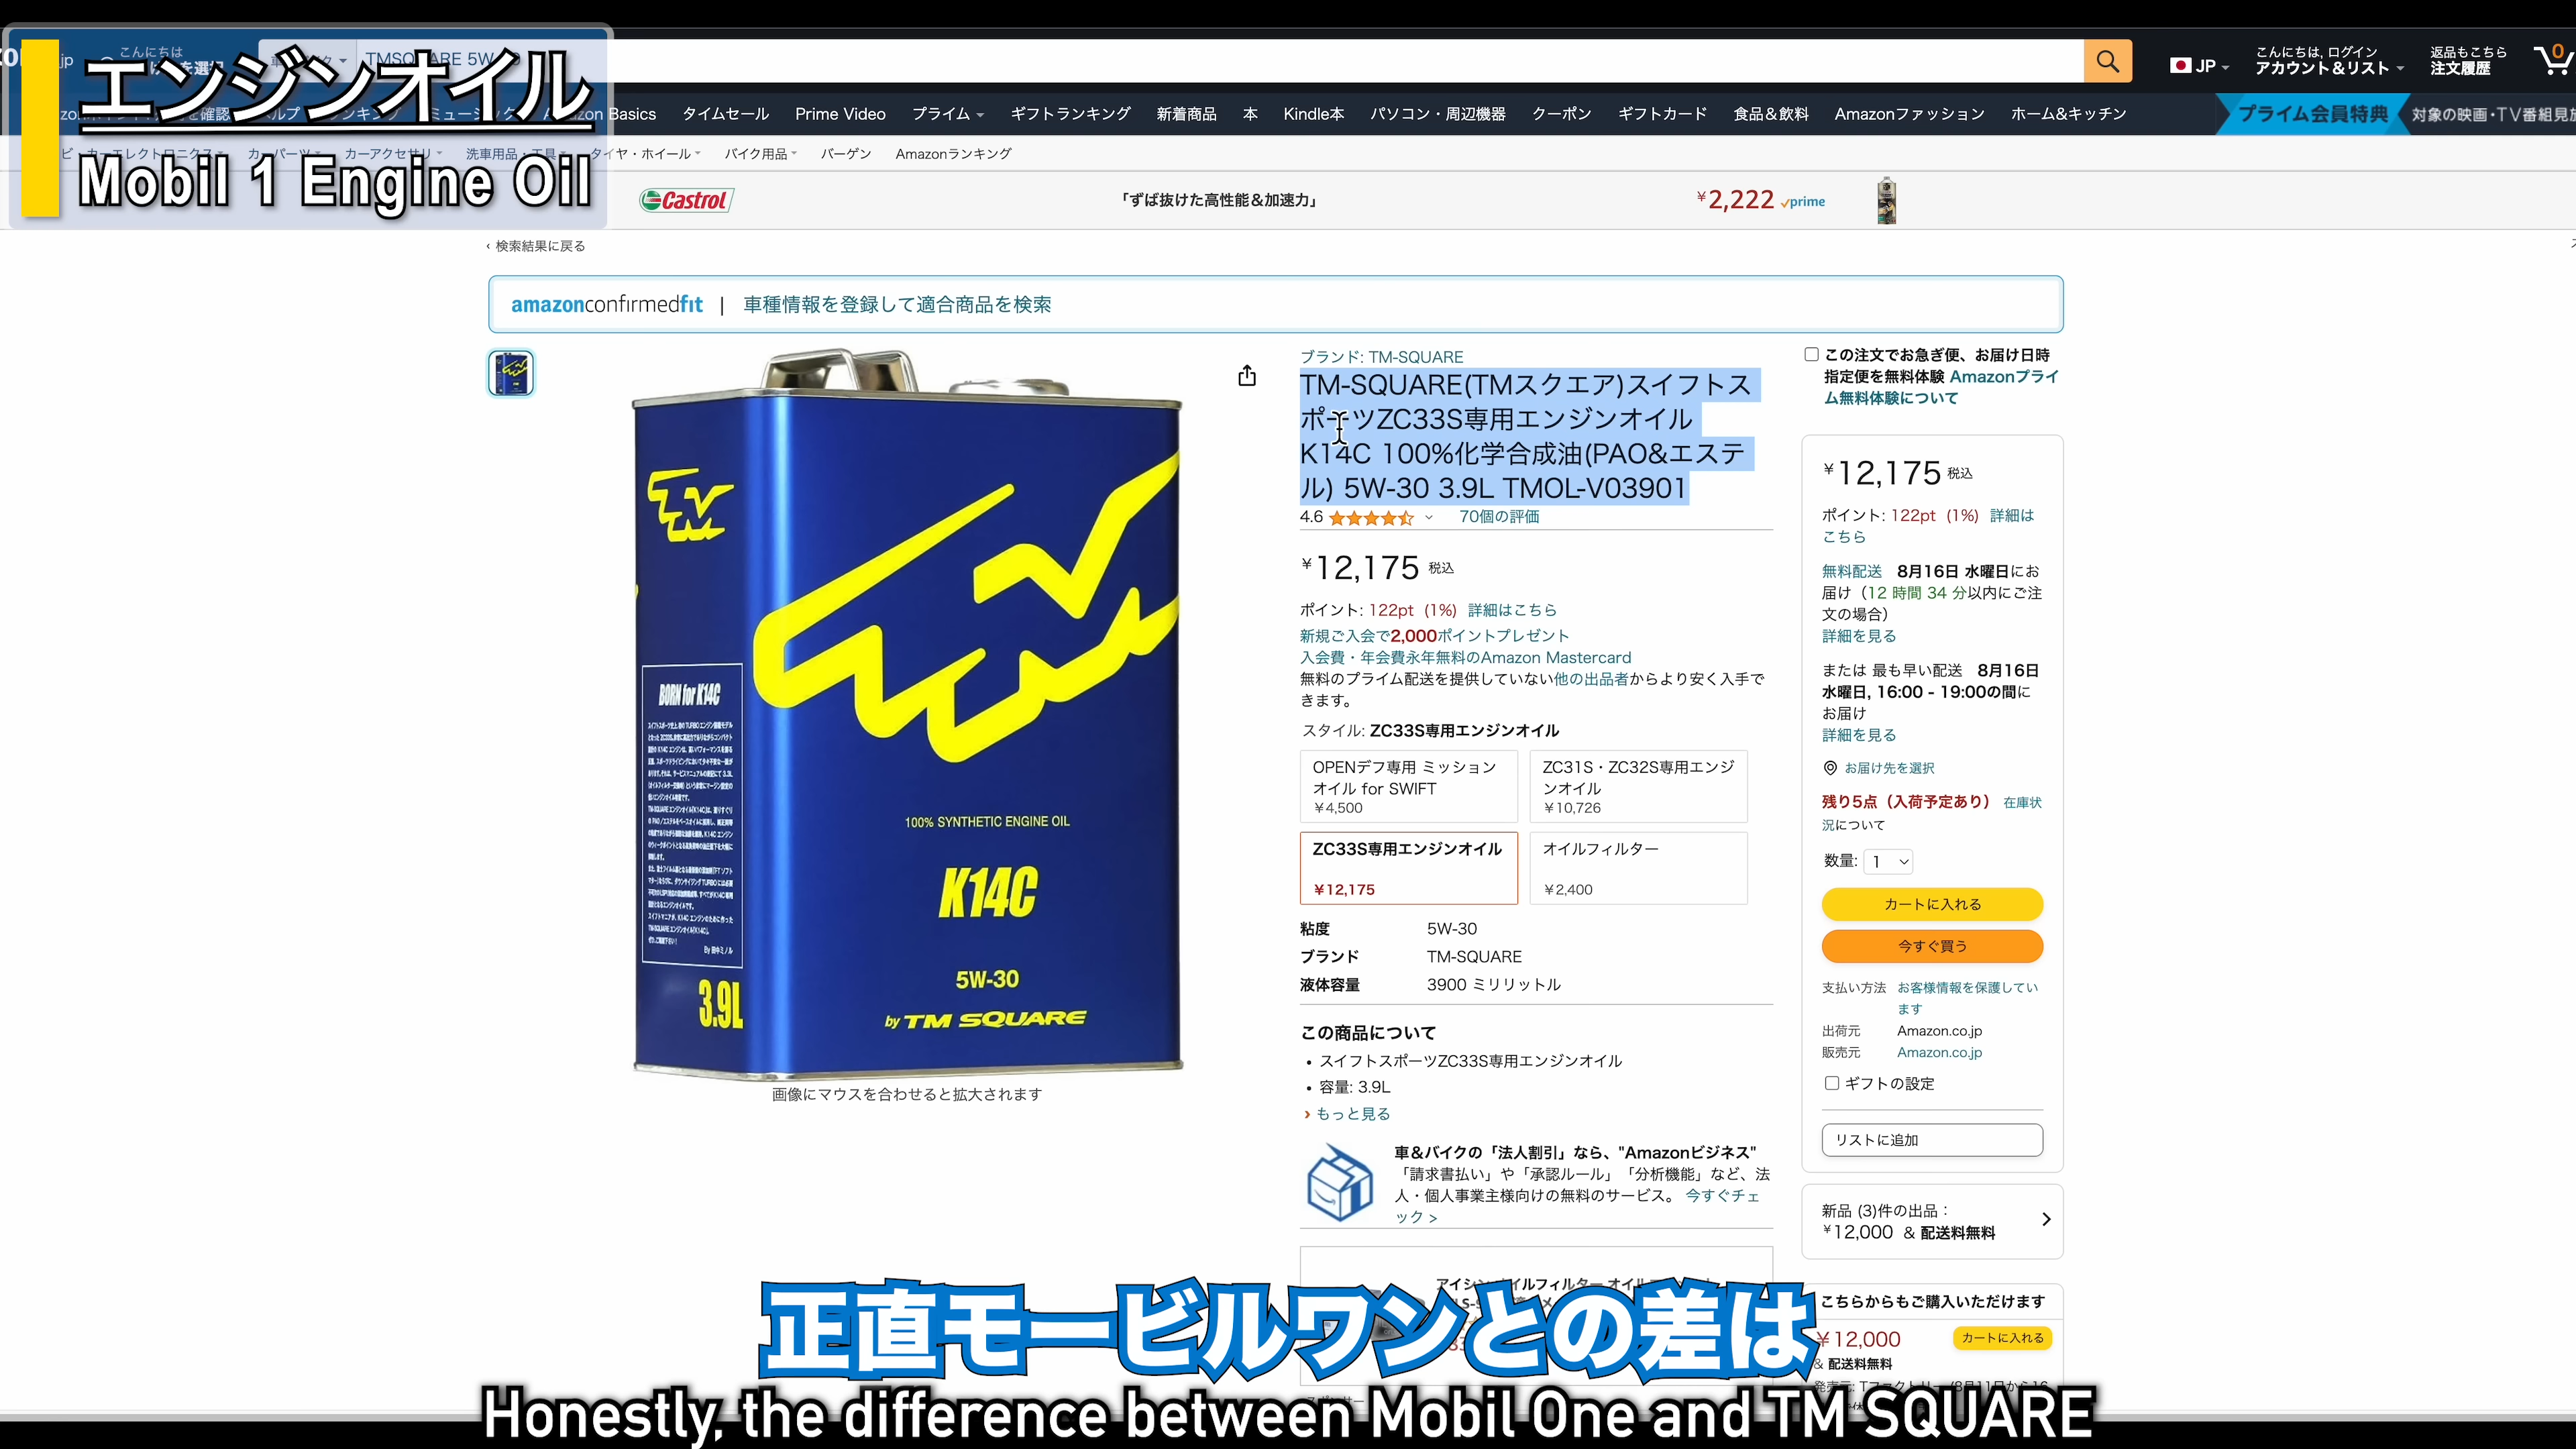 エンジンオイル
Mobil 1 Engine Oil
JP
こんにちは, ログイン
アカウント＆リスト
返品もこちら
注文履歴
0
タイムセール
Prime Video
プライム
ギフトランキング
新着商品
本
Kindle本
パソコン・周辺機器
クーポン
ギフトカード
食品＆飲料
Amazonファッション
ホーム&キッチン
プライム会員特典
バイク用品
バーゲン
Amazonランキング
Castrol
「ずば抜けた高性能＆加速力」
￥2,222 prime
‹ 検索結果に戻る
amazonconfirmedfit | 車種情報を登録して適合商品を検索
BORN for K14C
3.9L
100% SYNTHETIC ENGINE OIL
K14C
5W-30
by TM SQUARE
画像にマウスを合わせると拡大されます
ブランド: TM-SQUARE
TM-SQUARE(TMスクエア)スイフトス
ポーツZC33S専用エンジンオイル
K14C 100%化学合成油(PAO&エステ
ル) 5W-30 3.9L TMOL-V03901
4.6 70個の評価
￥12,175 税込
ポイント: 122pt (1%) 詳細はこちら
新規ご入会で2,000ポイントプレゼント
入会費・年会費永年無料のAmazon Mastercard
無料のプライム配送を提供していない他の出品者からより安く入手で
きます。
スタイル: ZC33S専用エンジンオイル
OPENデフ専用 ミッション
オイル for SWIFT
￥4,500
ZC31S・ZC32S専用エンジ
ンオイル
￥10,726
ZC33S専用エンジンオイル
￥12,175
オイルフィルター
￥2,400
粘度 5W-30
ブランド TM-SQUARE
液体容量 3900 ミリリットル
この商品について
• スイフトスポーツZC33S専用エンジンオイル
• 容量: 3.9L
› もっと見る
車＆バイクの「法人割引」なら、"Amazonビジネス"
「請求書払い」や「承認ルール」「分析機能」など、法
人・個人事業主様向けの無料のサービス。 今すぐチェ
ック >
この注文でお急ぎ便、お届け日時
指定便を無料体験 Amazonプライ
ム無料体験について
￥12,175 税込
ポイント: 122pt (1%) 詳細は
こちら
無料配送 8月16日 水曜日にお
届け（12 時間 34 分以内にご注
文の場合）
詳細を見る
または 最も早い配送 8月16日
水曜日, 16:00 - 19:00の間に
お届け
詳細を見る
お届け先を選択
残り5点（入荷予定あり） 在庫状
況について
数量: 1
カートに入れる
今すぐ買う
支払い方法 お客様情報を保護してい
ます
出荷元 Amazon.co.jp
販売元 Amazon.co.jp
ギフトの設定
リストに追加
新品 (3)件の出品：
￥12,000 & 配送料無料
こちらからもご購入いただけます
￥12,000 カートに入れる
& 配送料無料
正直モービルワンとの差は
Honestly, the difference between Mobil One and TM SQUARE